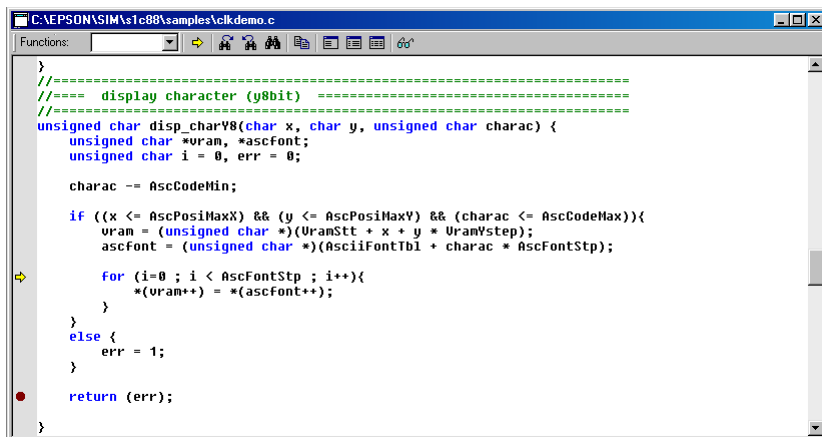 C:\EPSON\SIM\s1c88\samples\clkdemo.c
Functions:
}
//========================================================================
//==== display character (y8bit) =======================================
//========================================================================
unsigned char disp_charY8(char x, char y, unsigned char charac) {
unsigned char *vram, *ascfont;
unsigned char i = 0, err = 0;
charac -= AscCodeMin;
if ((x <= AscPosiMaxX) && (y <= AscPosiMaxY) && (charac <= AscCodeMax)){
vram = (unsigned char *)(VramStt + x + y * VramYstep);
ascfont = (unsigned char *)(AsciiFontTbl + charac * AscFontStp);
for (i=0 ; i < AscFontStp ; i++){
*(vram++) = *(ascfont++);
}
}
else {
err = 1;
}
return (err);
}